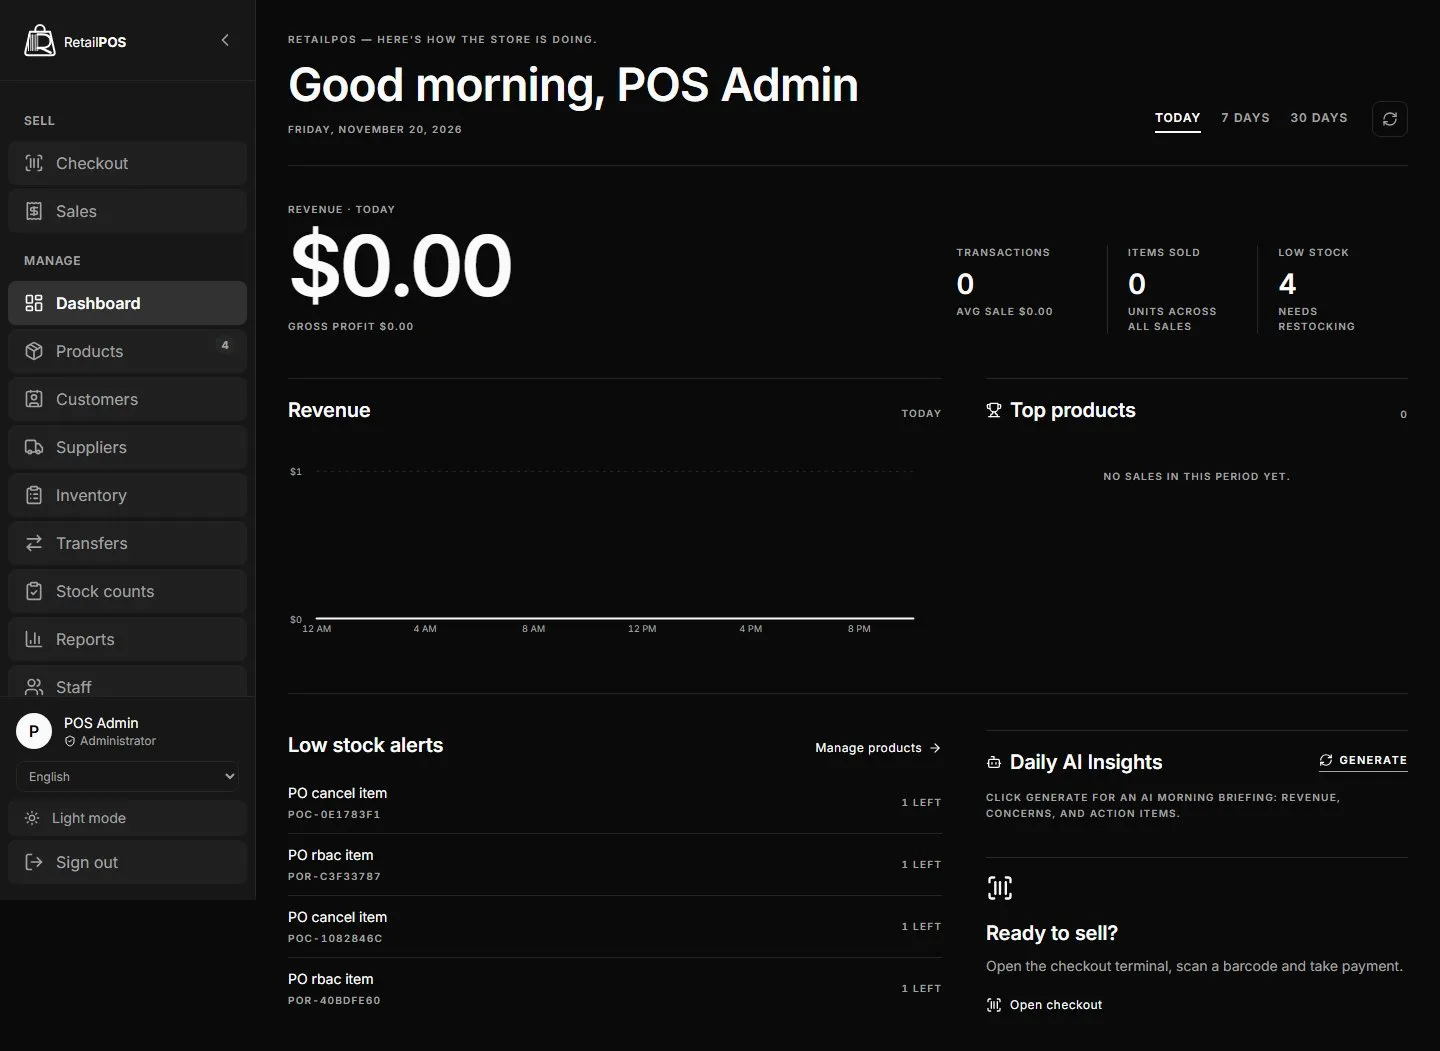 RetailPOS
SELL
Checkout
Sales
MANAGE
Dashboard
Products 4
Customers
Suppliers
Inventory
Transfers
Stock counts
Reports
Staff
P
POS Admin
Administrator
English
Light mode
Sign out
RETAILPOS — HERE'S HOW THE STORE IS DOING.
Good morning, POS Admin
FRIDAY, NOVEMBER 20, 2026
TODAY 7 DAYS 30 DAYS
REVENUE · TODAY
$0.00
GROSS PROFIT $0.00
TRANSACTIONS
0
AVG SALE $0.00
ITEMS SOLD
0
UNITS ACROSS
ALL SALES
LOW STOCK
4
NEEDS
RESTOCKING
Revenue
TODAY
$1
$0
12 AM 4 AM 8 AM 12 PM 4 PM 8 PM
Top products
0
NO SALES IN THIS PERIOD YET.
Low stock alerts
Manage products
PO cancel item
POC-0E1783F1
1 LEFT
PO rbac item
POR-C3F33787
1 LEFT
PO cancel item
POC-1082846C
1 LEFT
PO rbac item
POR-40BDFE60
1 LEFT
Daily AI Insights
GENERATE
CLICK GENERATE FOR AN AI MORNING BRIEFING: REVENUE,
CONCERNS, AND ACTION ITEMS.
Ready to sell?
Open the checkout terminal, scan a barcode and take payment.
Open checkout